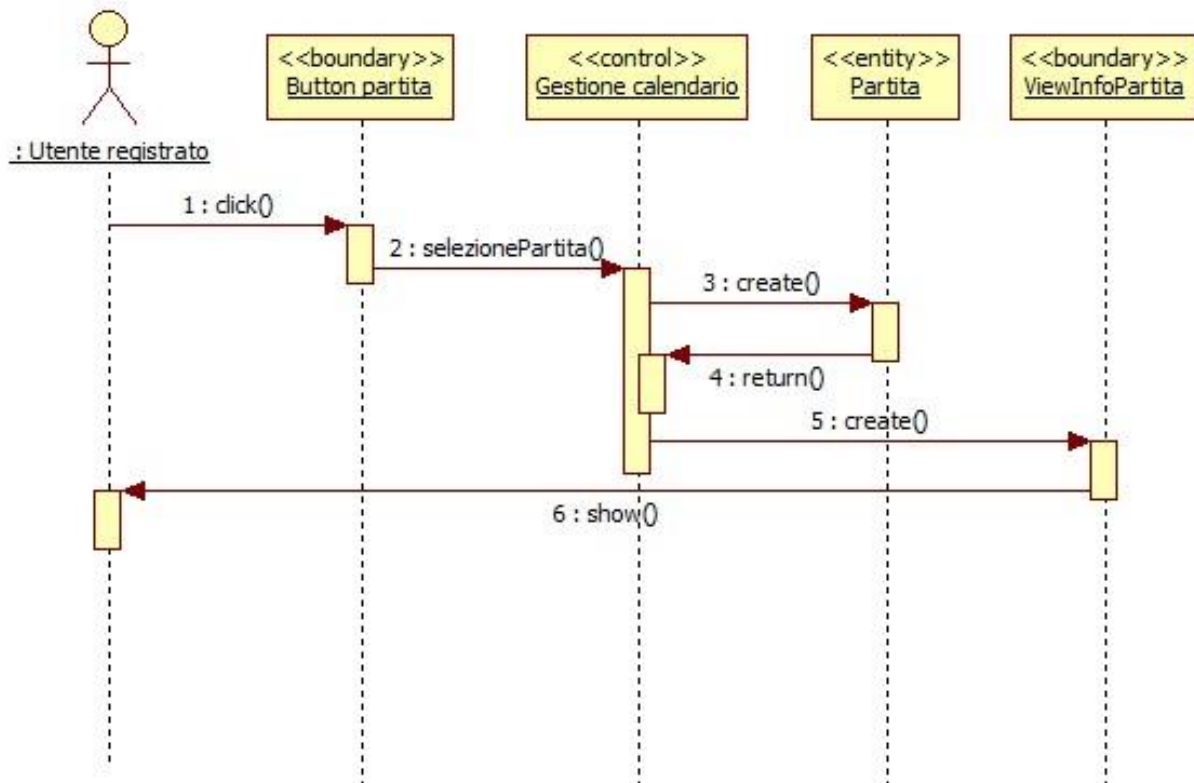 <<boundary>>
Button partita
<<control>>
Gestione calendario
<<entity>>
Partita
<<boundary>>
ViewInfoPartita
: Utente registrato
1 : click()
2 : selezionePartita()
3 : create()
4 : return()
5 : create()
6 : show()